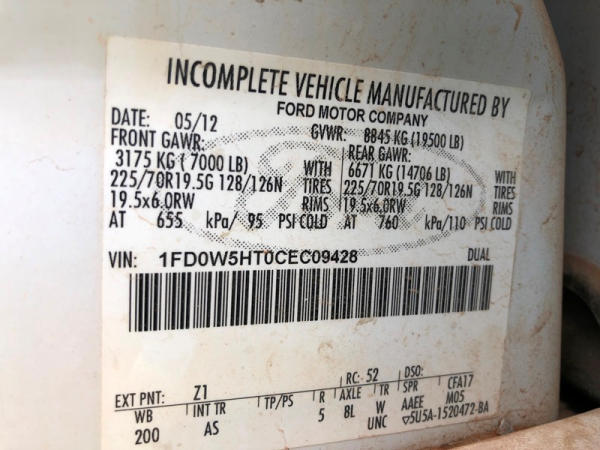 INCOMPLETE VEHICLE MANUFACTURED BY
FORD MOTOR COMPANY
DATE: 05/12 GVWR: 8845 KG (19500 LB)
FRONT GAWR: REAR GAWR:
3175 KG (7000 LB) WITH 6671 KG (14706 LB) WITH
225/70R19.5G 128/126N TIRES 225/70R19.5G 128/126N TIRES
19.5x6.0RW RIMS 19.5x6.0RW RIMS
AT 655 kPa/ 95 PSI COLD AT 760 kPa/110 PSI COLD
VIN: 1FD0W5HT0CEC09428 DUAL
EXT PNT: Z1 RC: 52 DSO:
WB INT TR TP/PS R AXLE TR SPR CFA17
200 AS 5 8L W AAEE M05
UNC ▽5U5A-1520472-BA